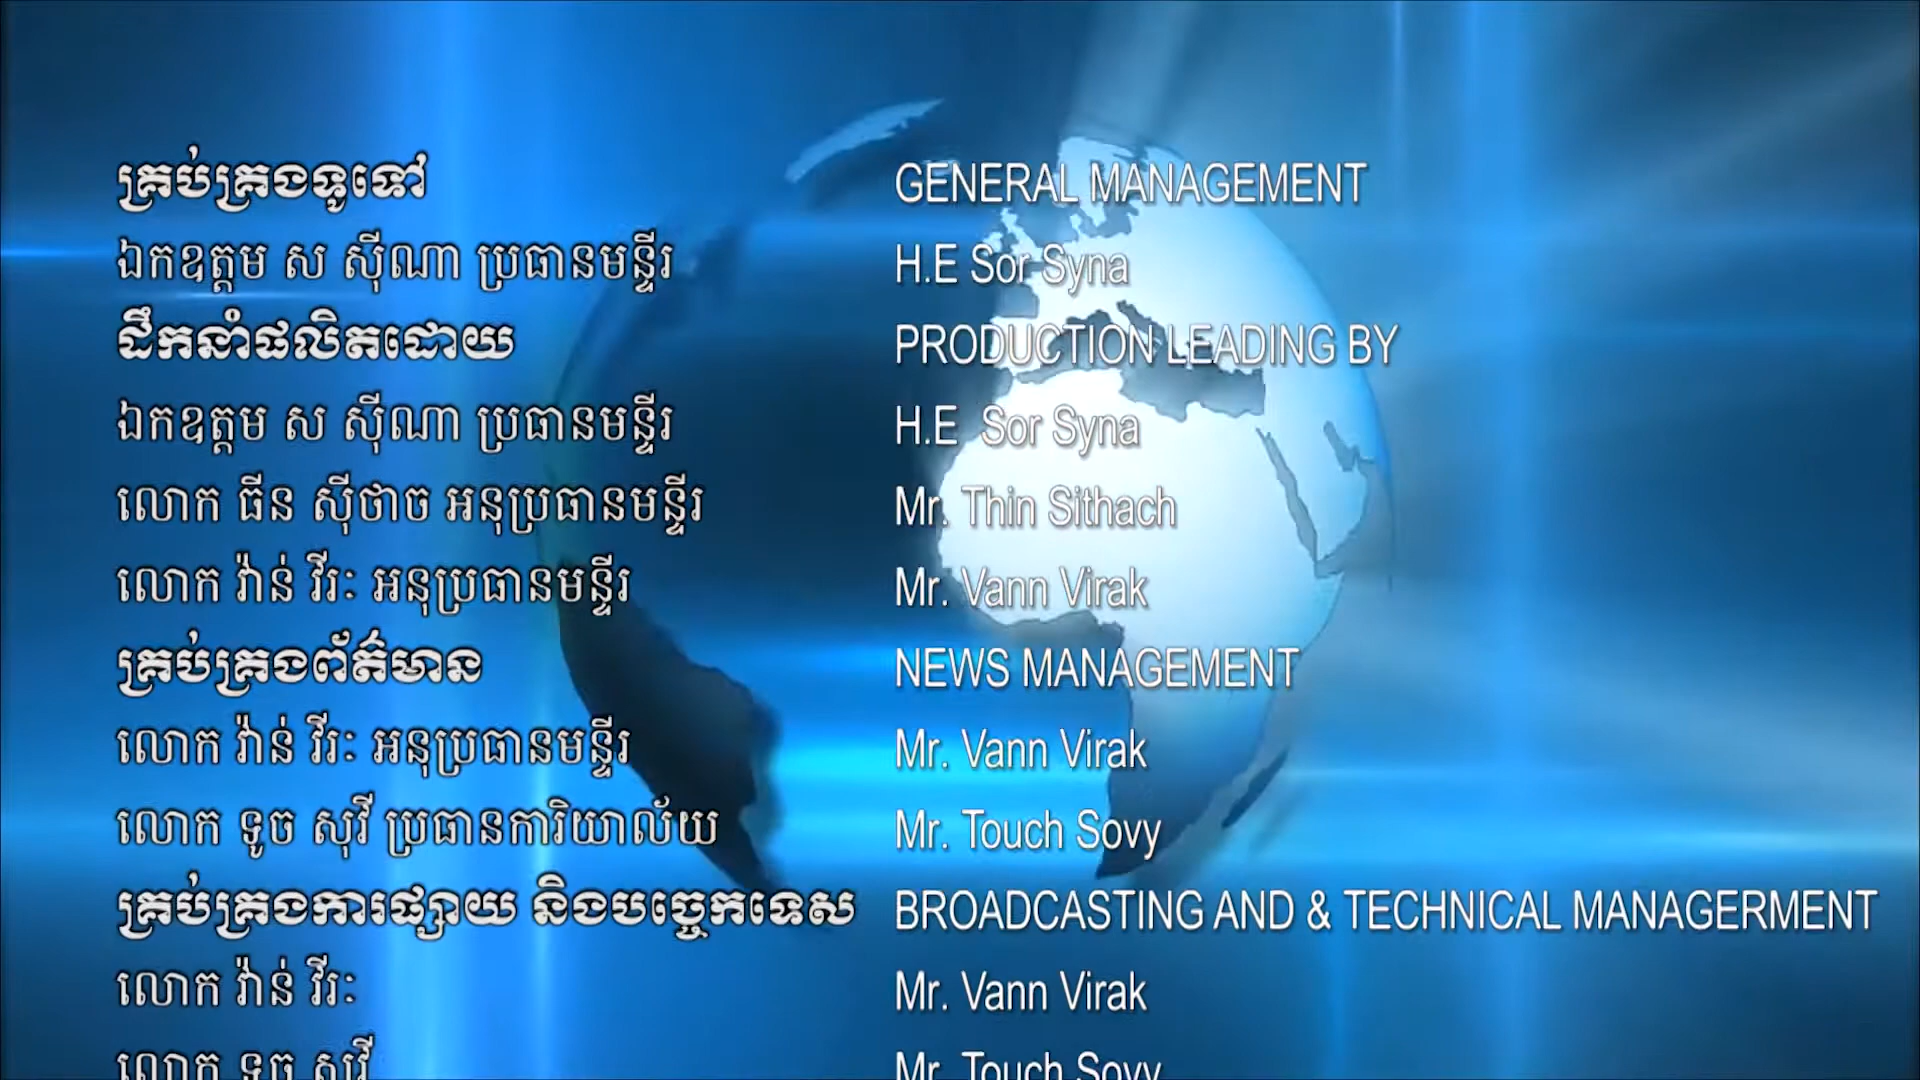 គ្រប់គ្រងទូទៅ GENERAL MANAGEMENT
ឯកឧត្តម ស ស៊ីណា ប្រធានមន្ទីរ H.E Sor Syna
ដឹកនាំផលិតដោយ PRODUCTION LEADING BY
ឯកឧត្តម ស ស៊ីណា ប្រធានមន្ទីរ H.E Sor Syna
លោក ធីន ស៊ីថាច អនុប្រធានមន្ទីរ Mr. Thin Sithach
លោក វ៉ាន់ វីរៈ អនុប្រធានមន្ទីរ Mr. Vann Virak
គ្រប់គ្រងព័ត៌មាន NEWS MANAGEMENT
លោក វ៉ាន់ វីរៈ អនុប្រធានមន្ទីរ Mr. Vann Virak
លោក ទូច សុវី ប្រធានការិយាល័យ Mr. Touch Sovy
គ្រប់គ្រងការផ្សាយ និងបច្ចេកទេស BROADCASTING AND & TECHNICAL MANAGERMENT
លោក វ៉ាន់ វីរៈ Mr. Vann Virak
លោក ទូច សុវី Mr. Touch Sovy